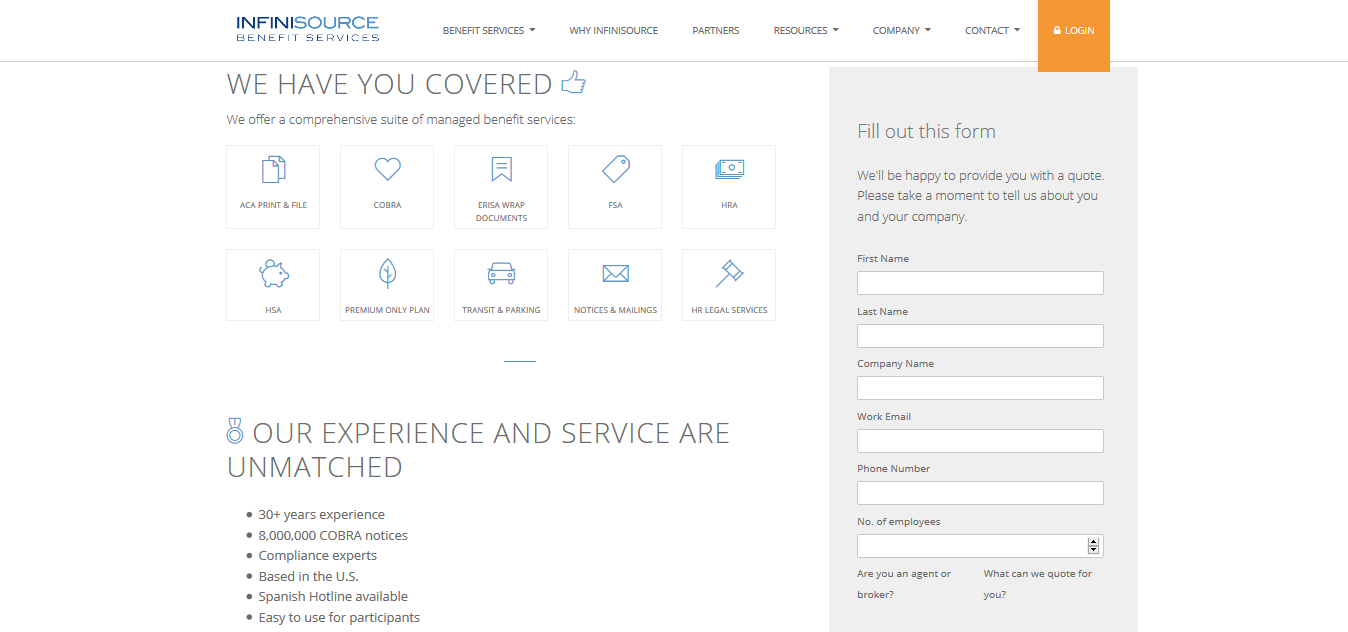 INFINISOURCE
BENEFIT SERVICES
BENEFIT SERVICES
WHY INFINISOURCE
PARTNERS
RESOURCES
COMPANY
CONTACT
LOGIN
WE HAVE YOU COVERED
We offer a comprehensive suite of managed benefit services:
ACA PRINT & FILE
COBRA
ERISA WRAP
DOCUMENTS
FSA
HRA
HSA
PREMIUM ONLY PLAN
TRANSIT & PARKING
NOTICES & MAILINGS
HR LEGAL SERVICES
OUR EXPERIENCE AND SERVICE ARE
UNMATCHED
30+ years experience
8,000,000 COBRA notices
Compliance experts
Based in the U.S.
Spanish Hotline available
Easy to use for participants
Fill out this form
We'll be happy to provide you with a quote.
Please take a moment to tell us about you
and your company.
First Name
Last Name
Company Name
Work Email
Phone Number
No. of employees
Are you an agent or
broker?
What can we quote for
you?